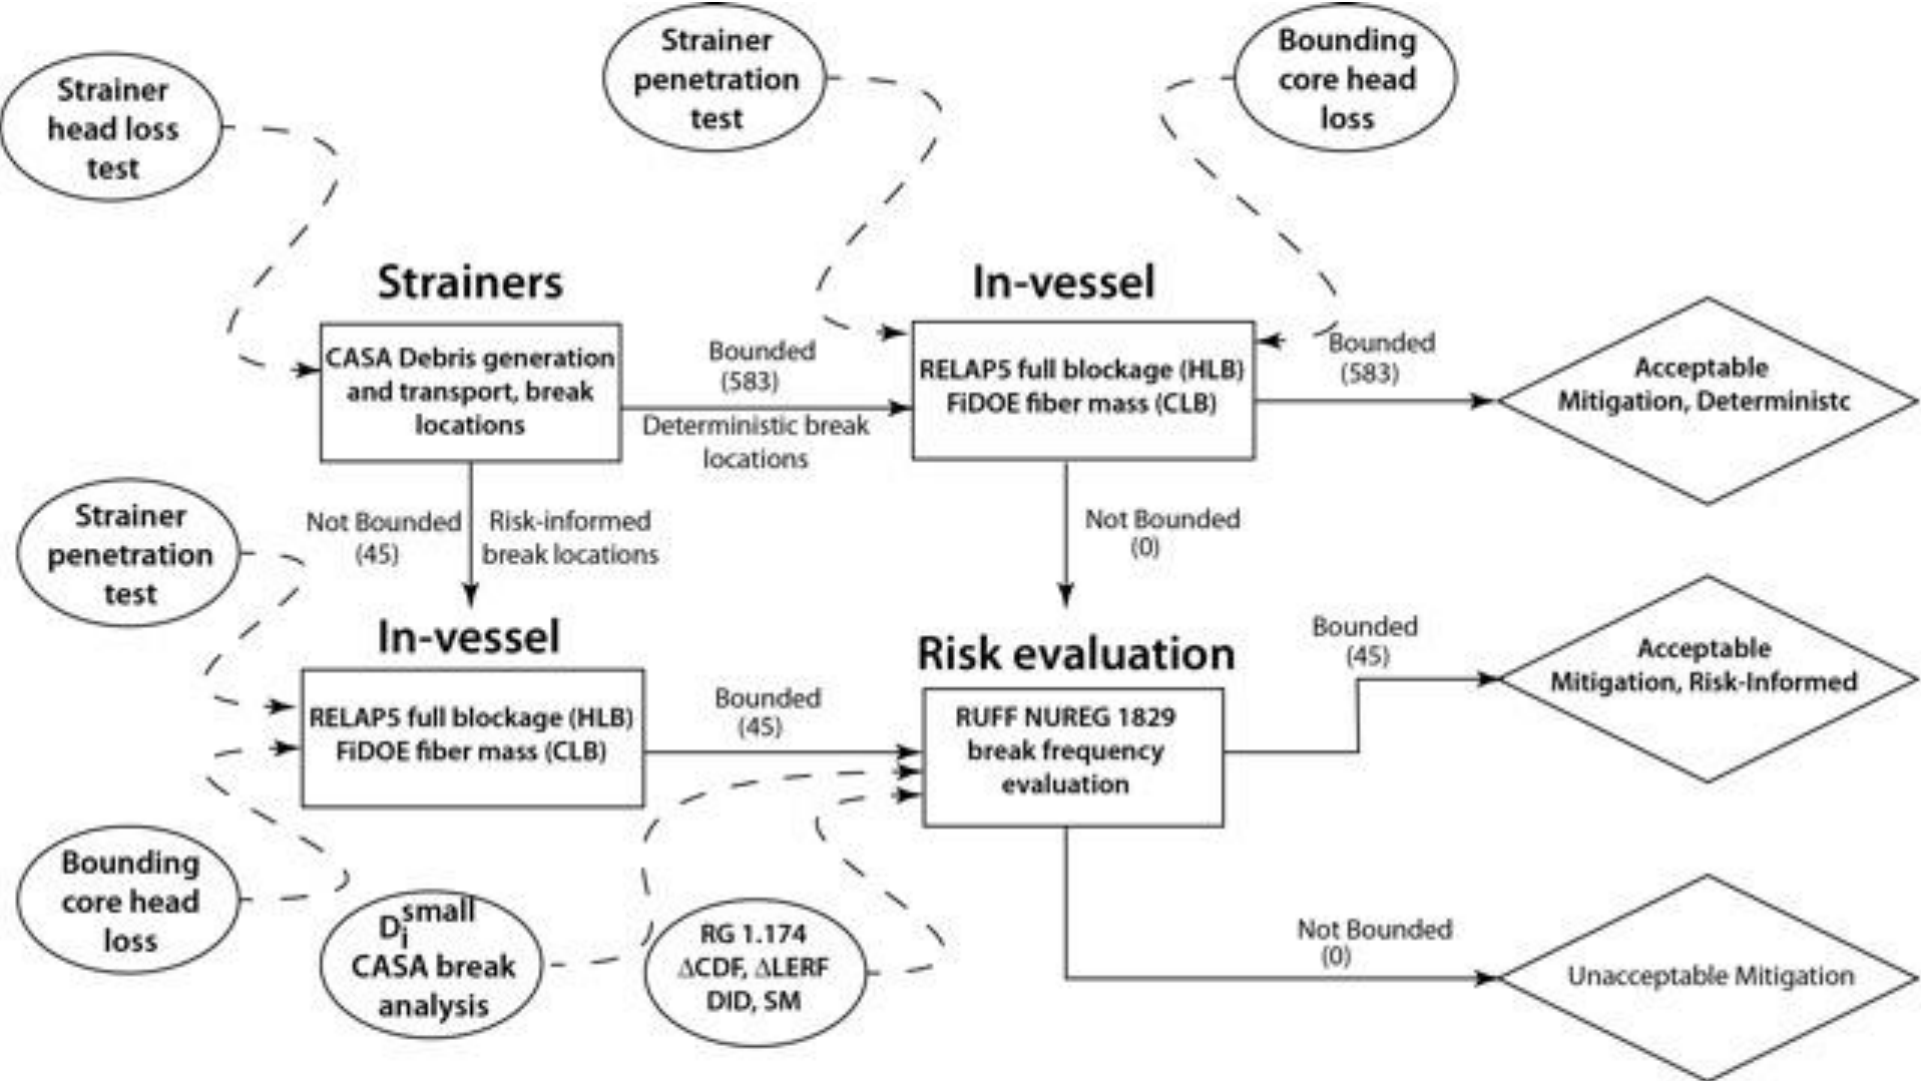 Strainer
head loss
test
Strainer
penetration
test
Bounding
core head
loss
Strainers
CASA Debris generation
and transport, break
locations
Bounded
(583)
Deterministic break
locations
In-vessel
RELAP5 full blockage (HLB)
FiDOE fiber mass (CLB)
Bounded
(583)
Acceptable
Mitigation, Deterministc
Not Bounded
(45)
Risk-informed
break locations
Not Bounded
(0)
Strainer
penetration
test
In-vessel
RELAP5 full blockage (HLB)
FiDOE fiber mass (CLB)
Bounded
(45)
Risk evaluation
RUFF NUREG 1829
break frequency
evaluation
Bounded
(45)
Acceptable
Mitigation, Risk-Informed
Bounding
core head
loss
D_i^small
CASA break
analysis
RG 1.174
ΔCDF, ΔLERF
DID, SM
Not Bounded
(0)
Unacceptable Mitigation